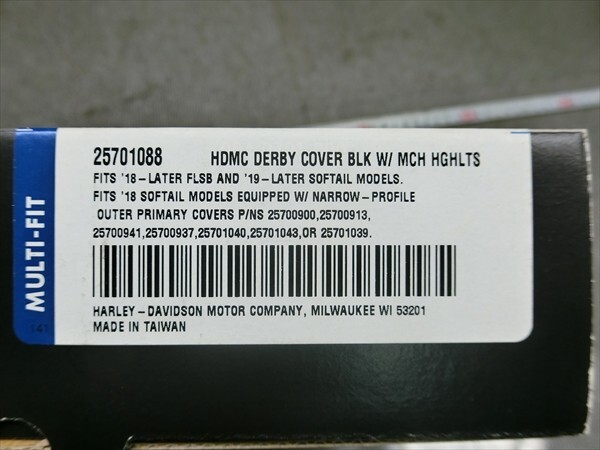 25701088 HDMC DERBY COVER BLK W/ MCH HGHLTS
FITS '18-LATER FLSB AND '19-LATER SOFTAIL MODELS.
FITS '18 SOFTAIL MODELS EQUIPPED W/ NARROW-PROFILE
OUTER PRIMARY COVERS P/NS 25700900,25700913,
25700941,25700937,25701040,25701043,OR 25701039.
HARLEY-DAVIDSON MOTOR COMPANY, MILWAUKEE WI 53201
MADE IN TAIWAN
MULTI-FIT
141